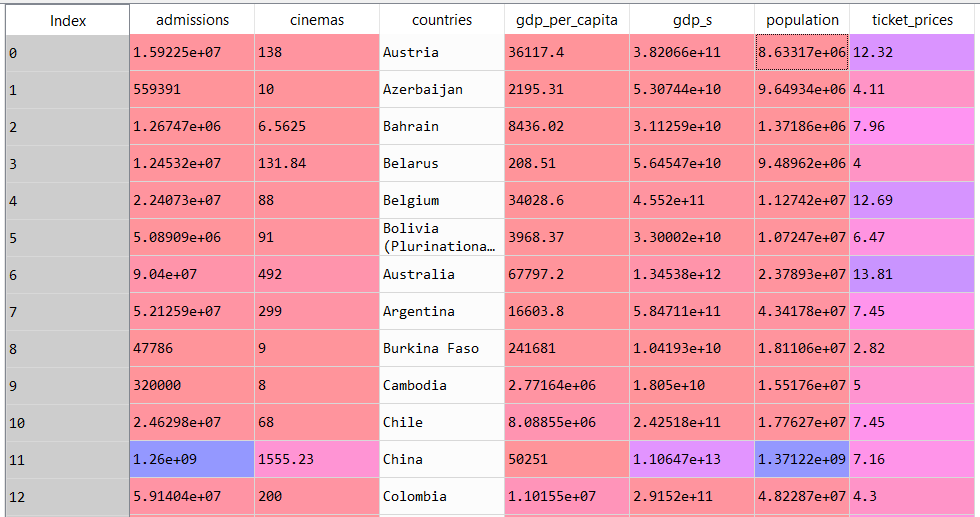 Index admissions cinemas countries gdp_per_capita gdp_s population ticket_prices
0 1.59225e+07 138 Austria 36117.4 3.82066e+11 8.63317e+06 12.32
1 559391 10 Azerbaijan 2195.31 5.30744e+10 9.64934e+06 4.11
2 1.26747e+06 6.5625 Bahrain 8436.02 3.11259e+10 1.37186e+06 7.96
3 1.24532e+07 131.84 Belarus 208.51 5.64547e+10 9.48962e+06 4
4 2.24073e+07 88 Belgium 34028.6 4.552e+11 1.12742e+07 12.69
5 5.08909e+06 91 Bolivia (Plurinationa… 3968.37 3.30002e+10 1.07247e+07 6.47
6 9.04e+07 492 Australia 67797.2 1.34538e+12 2.37893e+07 13.81
7 5.21259e+07 299 Argentina 16603.8 5.84711e+11 4.34178e+07 7.45
8 47786 9 Burkina Faso 241681 1.04193e+10 1.81106e+07 2.82
9 320000 8 Cambodia 2.77164e+06 1.805e+10 1.55176e+07 5
10 2.46298e+07 68 Chile 8.08855e+06 2.42518e+11 1.77627e+07 7.45
11 1.26e+09 1555.23 China 50251 1.10647e+13 1.37122e+09 7.16
12 5.91404e+07 200 Colombia 1.10155e+07 2.9152e+11 4.82287e+07 4.3